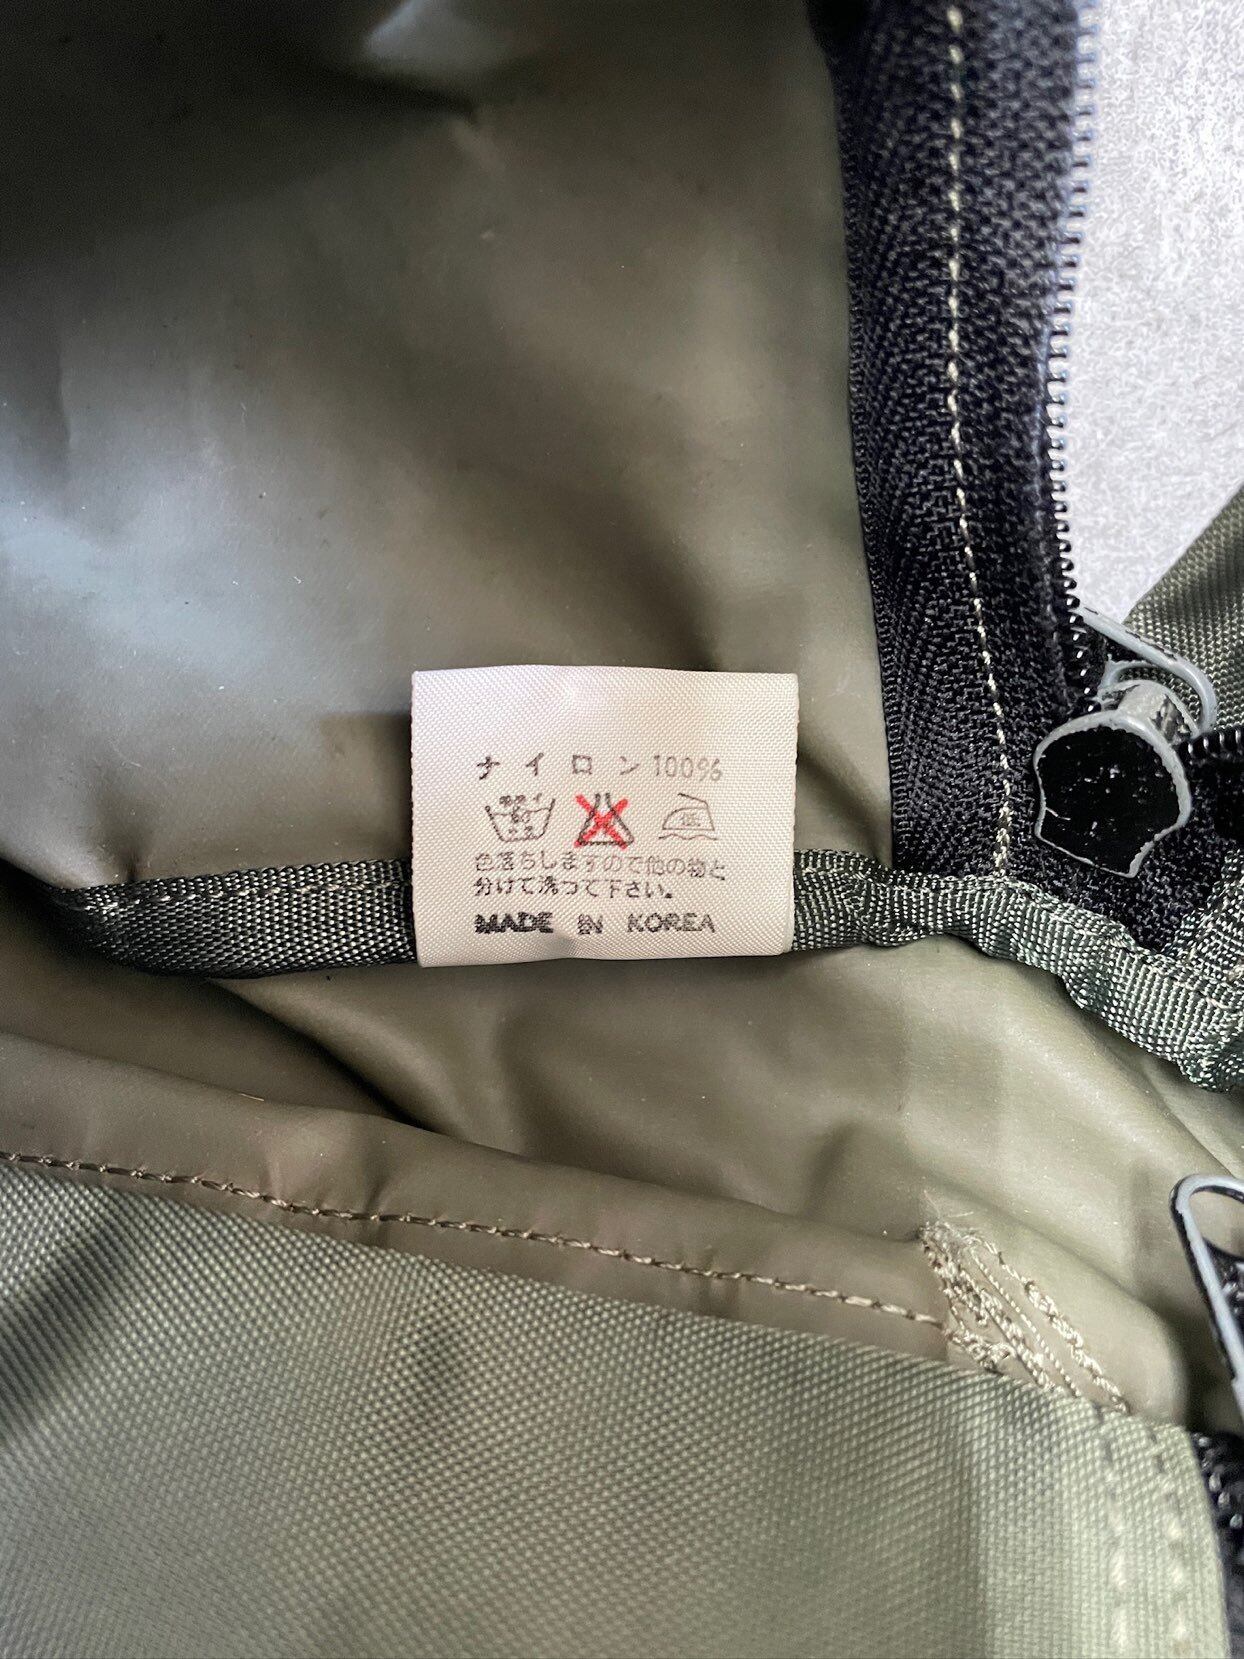 ナイロン100%
色落ちしますので他の物と
分けて洗つて下さい。
MADE IN KOREA